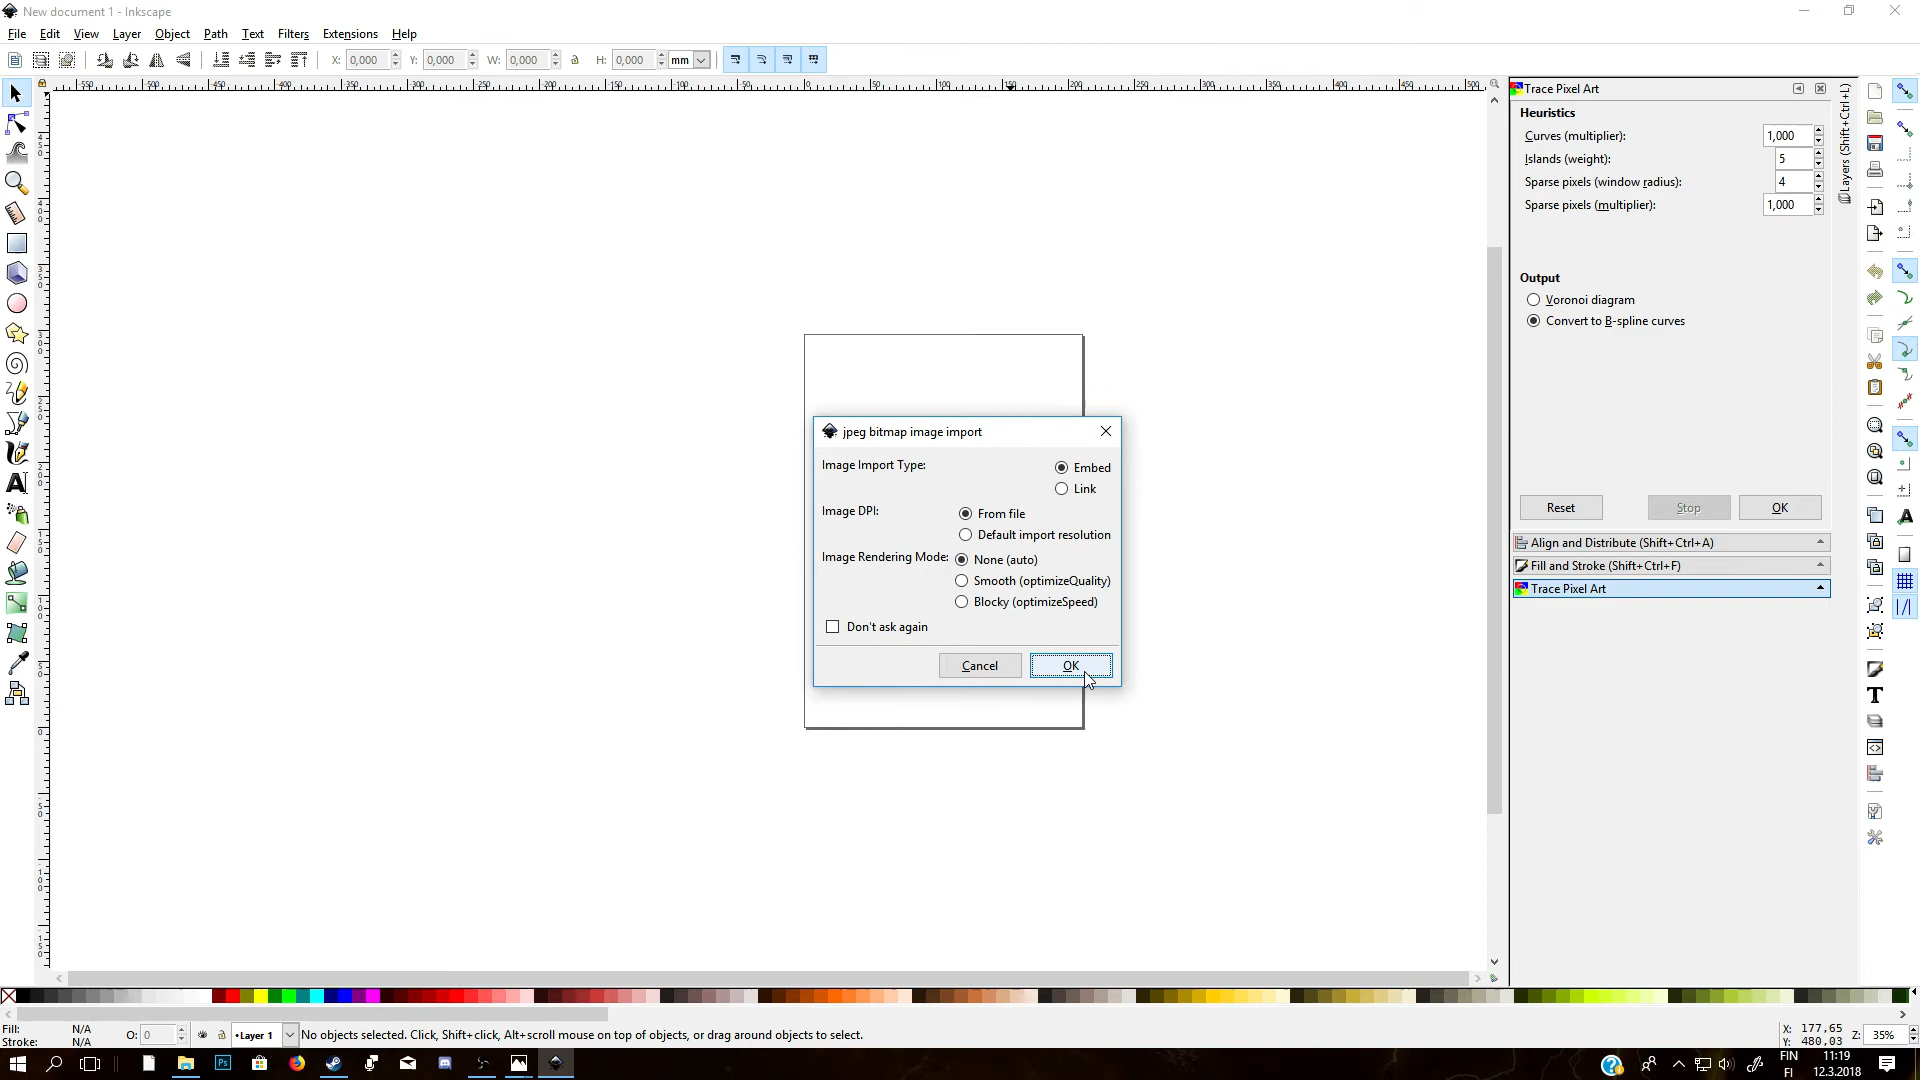 New document 1 - Inkscape
File Edit View Layer Object Path Text Filters Extensions Help
X: 0,000 Y: 0,000 W: 0,000 H: 0,000 mm
Trace Pixel Art
Heuristics
Curves (multiplier): 1,000
Islands (weight): 5
Sparse pixels (window radius): 4
Sparse pixels (multiplier): 1,000
Output
Voronoi diagram
Convert to B-spline curves
Reset Stop OK
Align and Distribute (Shift+Ctrl+A)
Fill and Stroke (Shift+Ctrl+F)
Trace Pixel Art
Layers (Shift+Ctrl+L)
jpeg bitmap image import
Image Import Type: Embed
Link
Image DPI: From file
Default import resolution
Image Rendering Mode: None (auto)
Smooth (optimizeQuality)
Blocky (optimizeSpeed)
Don't ask again
Cancel OK
Fill: N/A
Stroke: N/A
O: 0
•Layer 1
No objects selected. Click, Shift+click, Alt+scroll mouse on top of objects, or drag around objects to select.
X: 177,65
Y: 480,03
Z: 35%
FIN
FI
11:19
12.3.2018